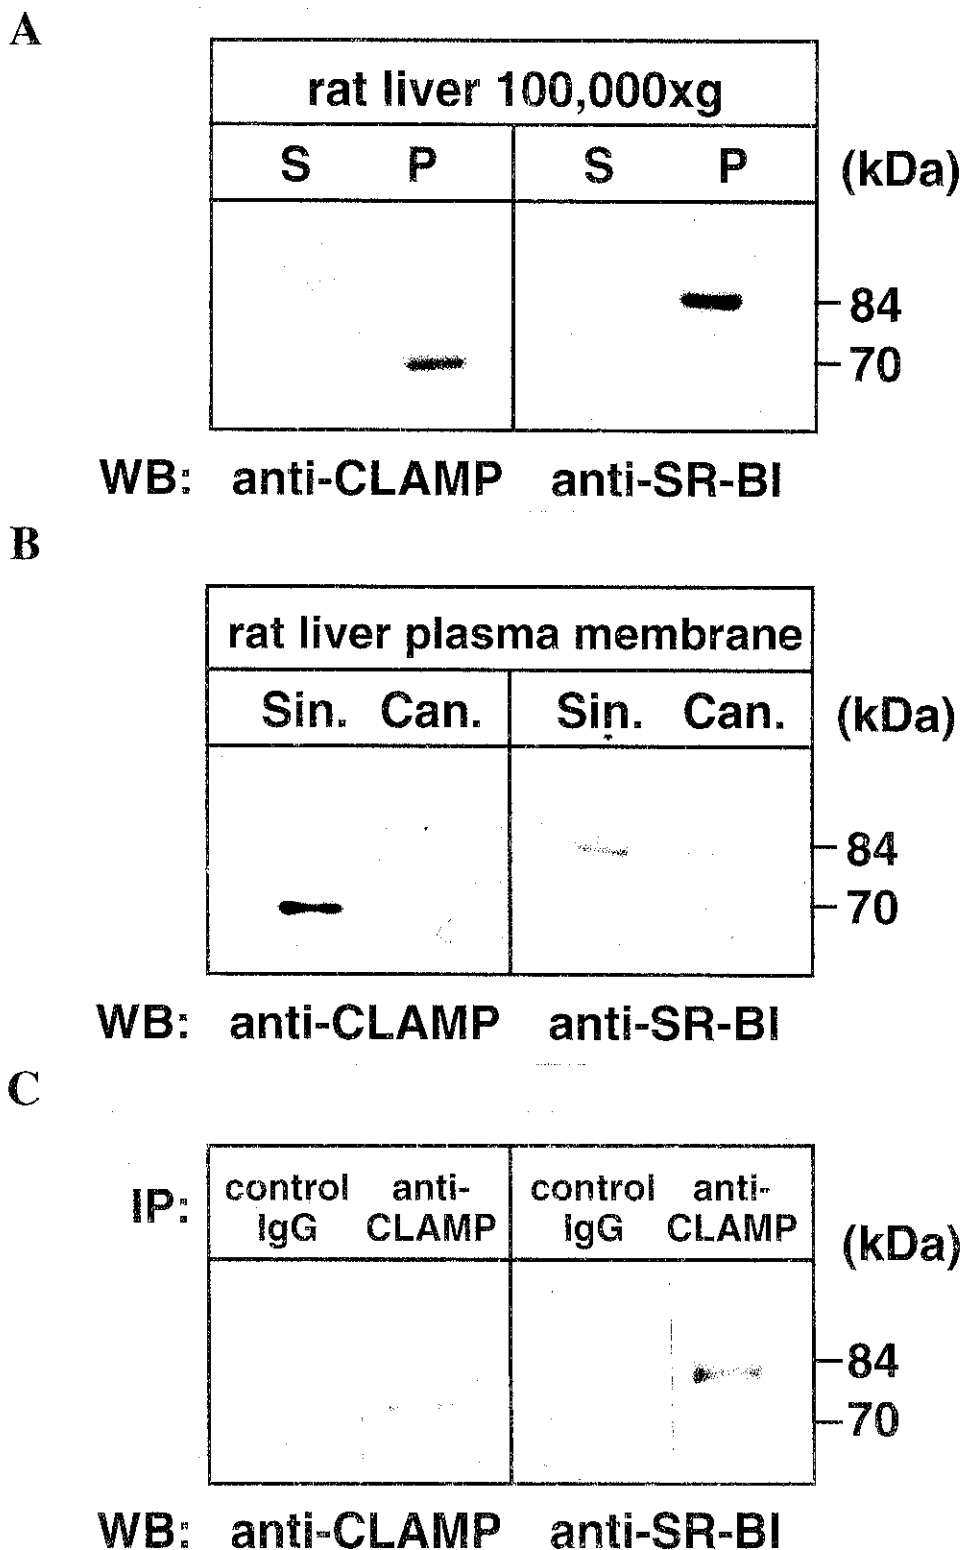 A
rat liver 100,000xg
S P S P (kDa)
84
70
WB: anti-CLAMP anti-SR-BI
B
rat liver plasma membrane
Sin. Can. Sin. Can. (kDa)
84
70
WB: anti-CLAMP anti-SR-BI
C
IP: control anti- control anti-
IgG CLAMP IgG CLAMP (kDa)
84
70
WB: anti-CLAMP anti-SR-BI